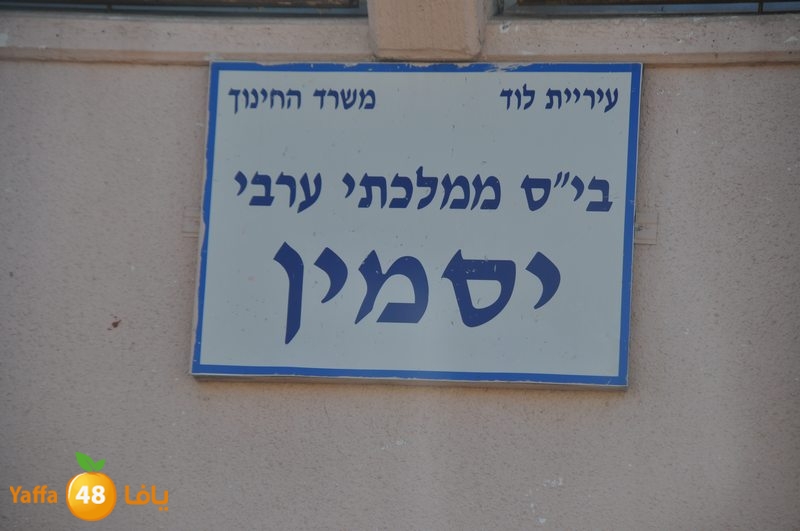 עיריית לוד משרד החינוך
בי"ס ממלכתי ערבי
יסמין
Yaffa 48 يافا